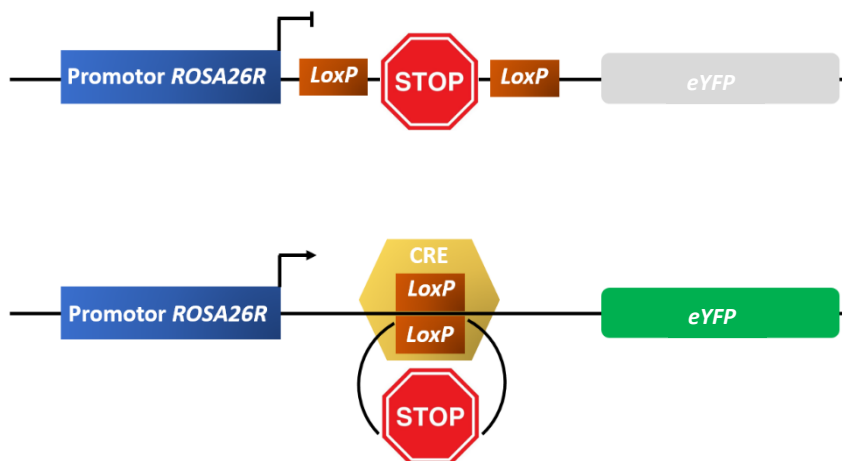 Promotor ROSA26R LoxP STOP LoxP eYFP
CRE
LoxP
Promotor ROSA26R eYFP
LoxP
STOP